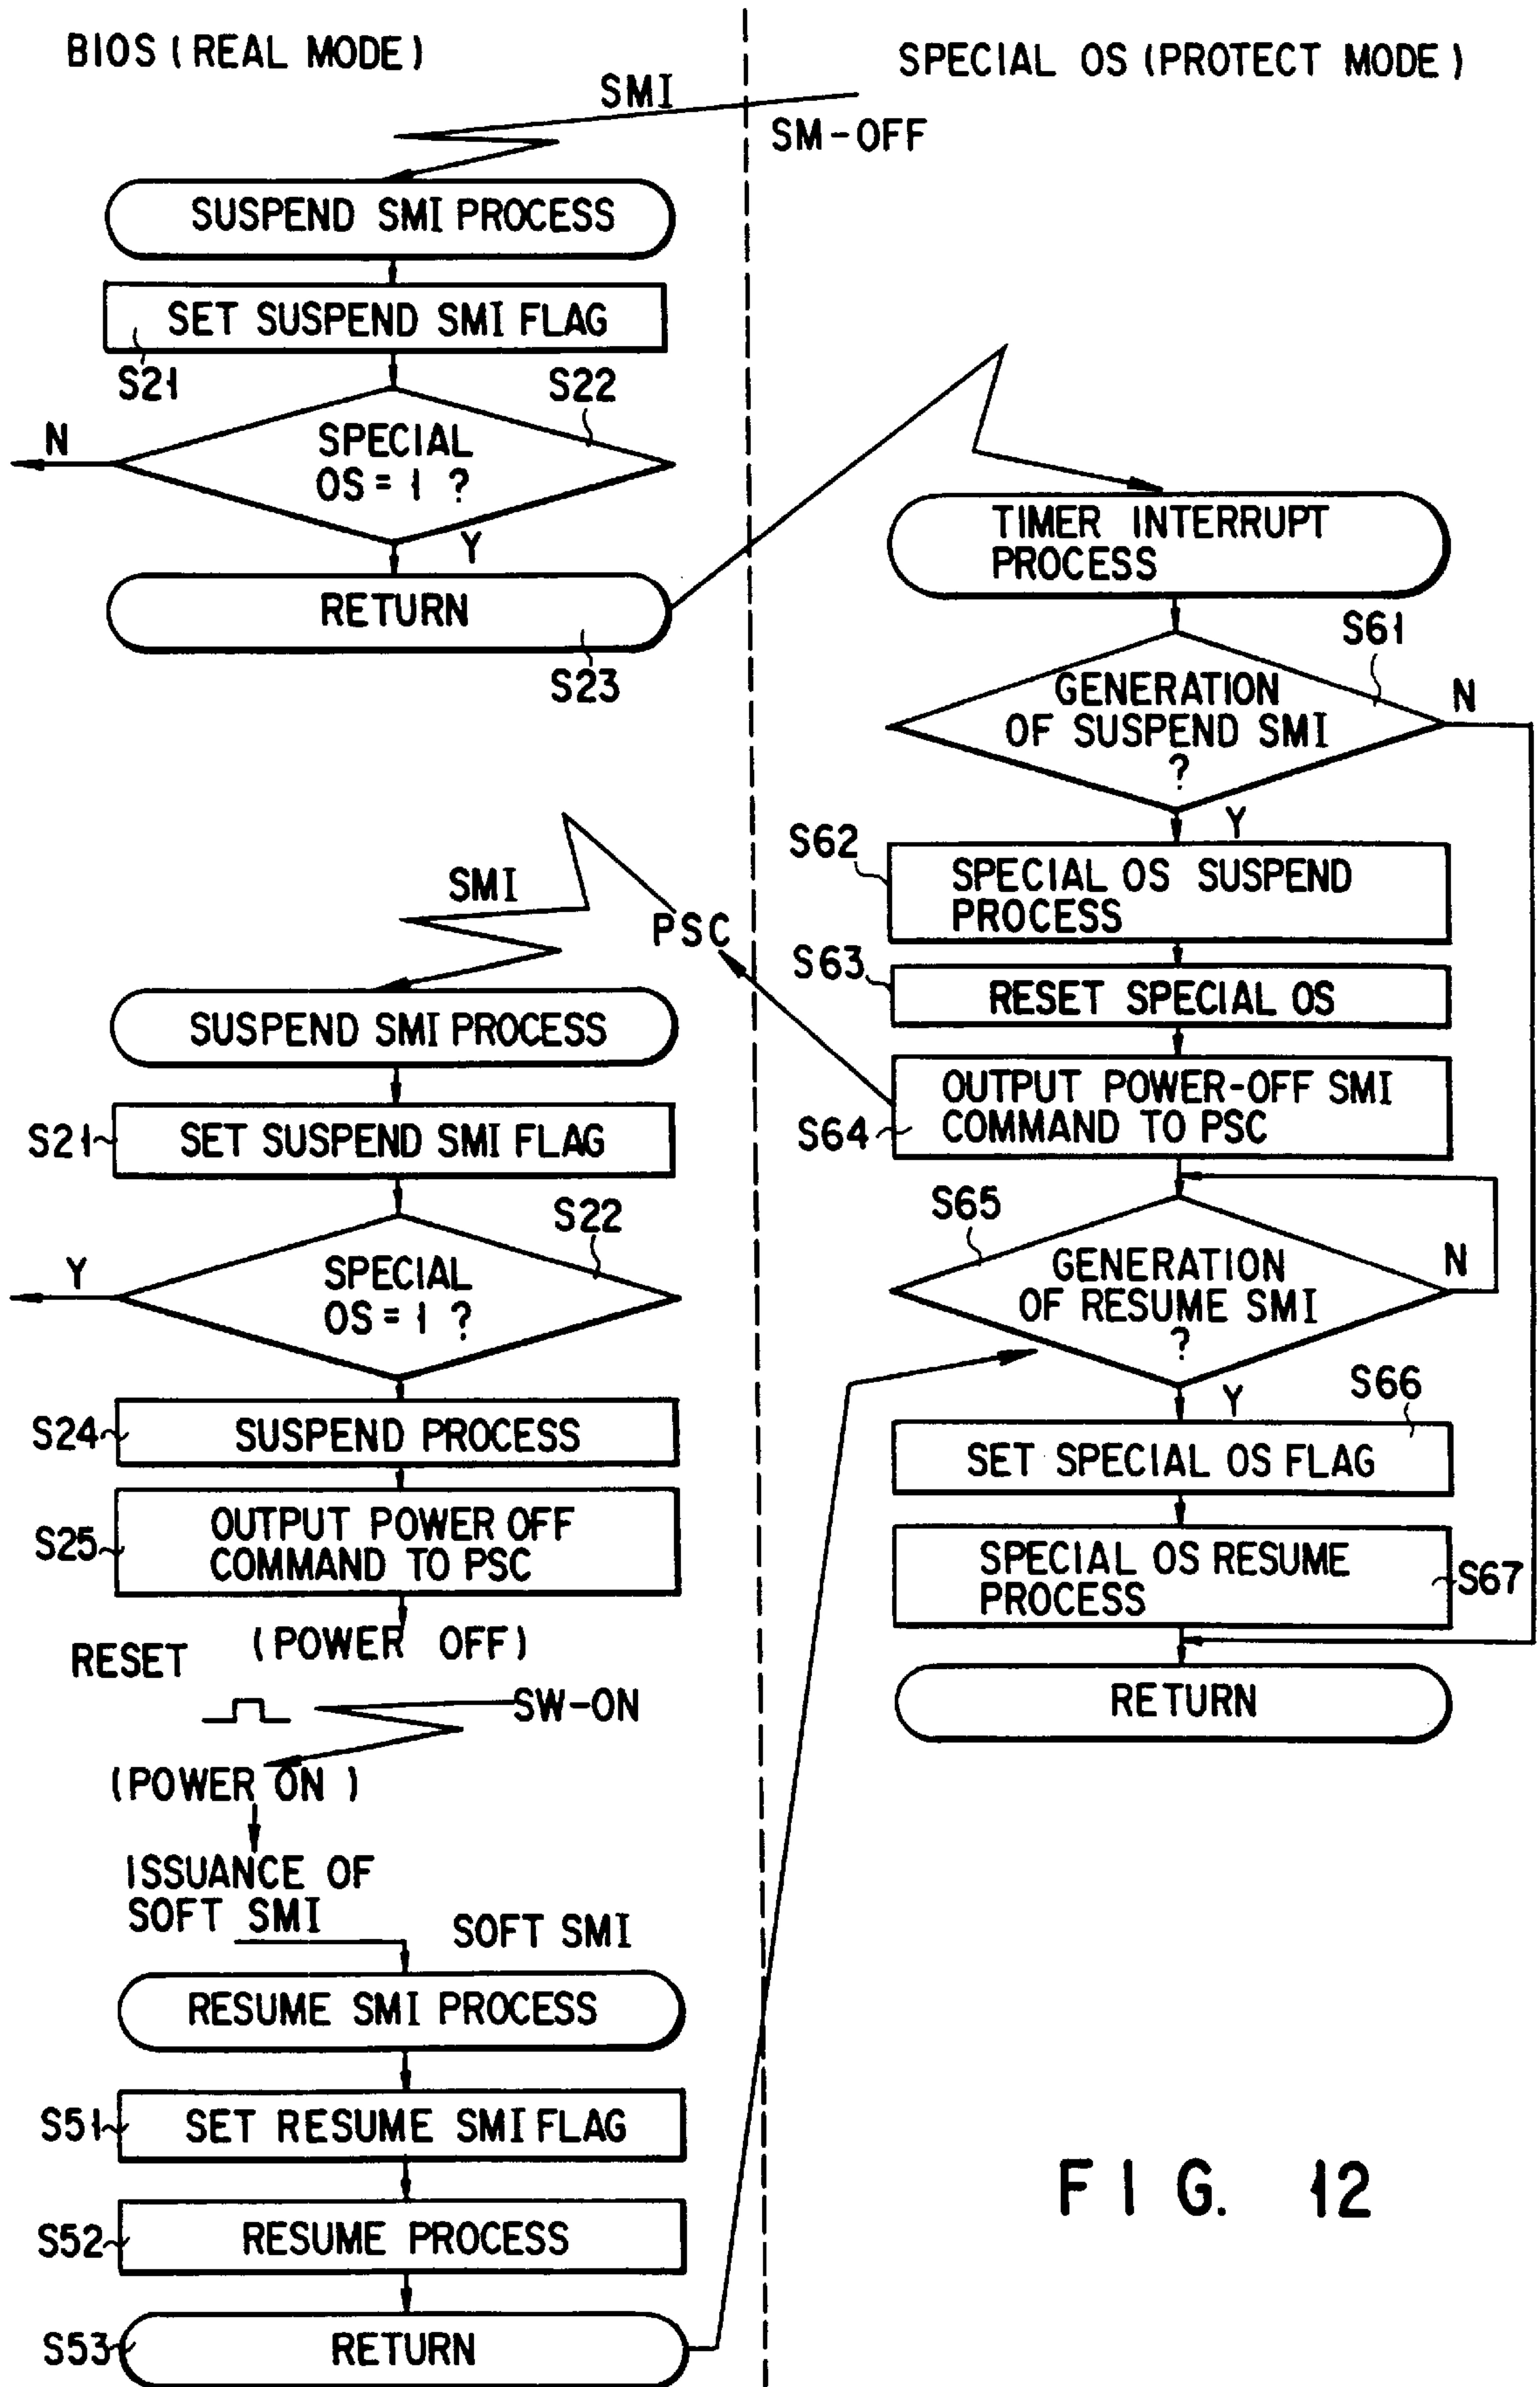 BIOS (REAL MODE)
SPECIAL OS (PROTECT MODE)
SMI
SM-OFF
SUSPEND SMI PROCESS
SET SUSPEND SMI FLAG
S21
S22
N
SPECIAL
OS = 1 ?
Y
RETURN
S23
TIMER INTERRUPT
PROCESS
S61
GENERATION
OF SUSPEND SMI
?
N
Y
S62
SPECIAL OS SUSPEND
PROCESS
S63
RESET SPECIAL OS
S64
OUTPUT POWER-OFF SMI
COMMAND TO PSC
SMI
PSC
SUSPEND SMI PROCESS
S21
SET SUSPEND SMI FLAG
S22
Y
SPECIAL
OS = 1 ?
S24
SUSPEND PROCESS
S25
OUTPUT POWER OFF
COMMAND TO PSC
(POWER OFF)
RESET
SW-ON
(POWER ON)
ISSUANCE OF
SOFT SMI
SOFT SMI
RESUME SMI PROCESS
S51
SET RESUME SMI FLAG
S52
RESUME PROCESS
S53
RETURN
S65
GENERATION
OF RESUME SMI
?
N
Y
S66
SET SPECIAL OS FLAG
SPECIAL OS RESUME
PROCESS
S67
RETURN
FIG. 12